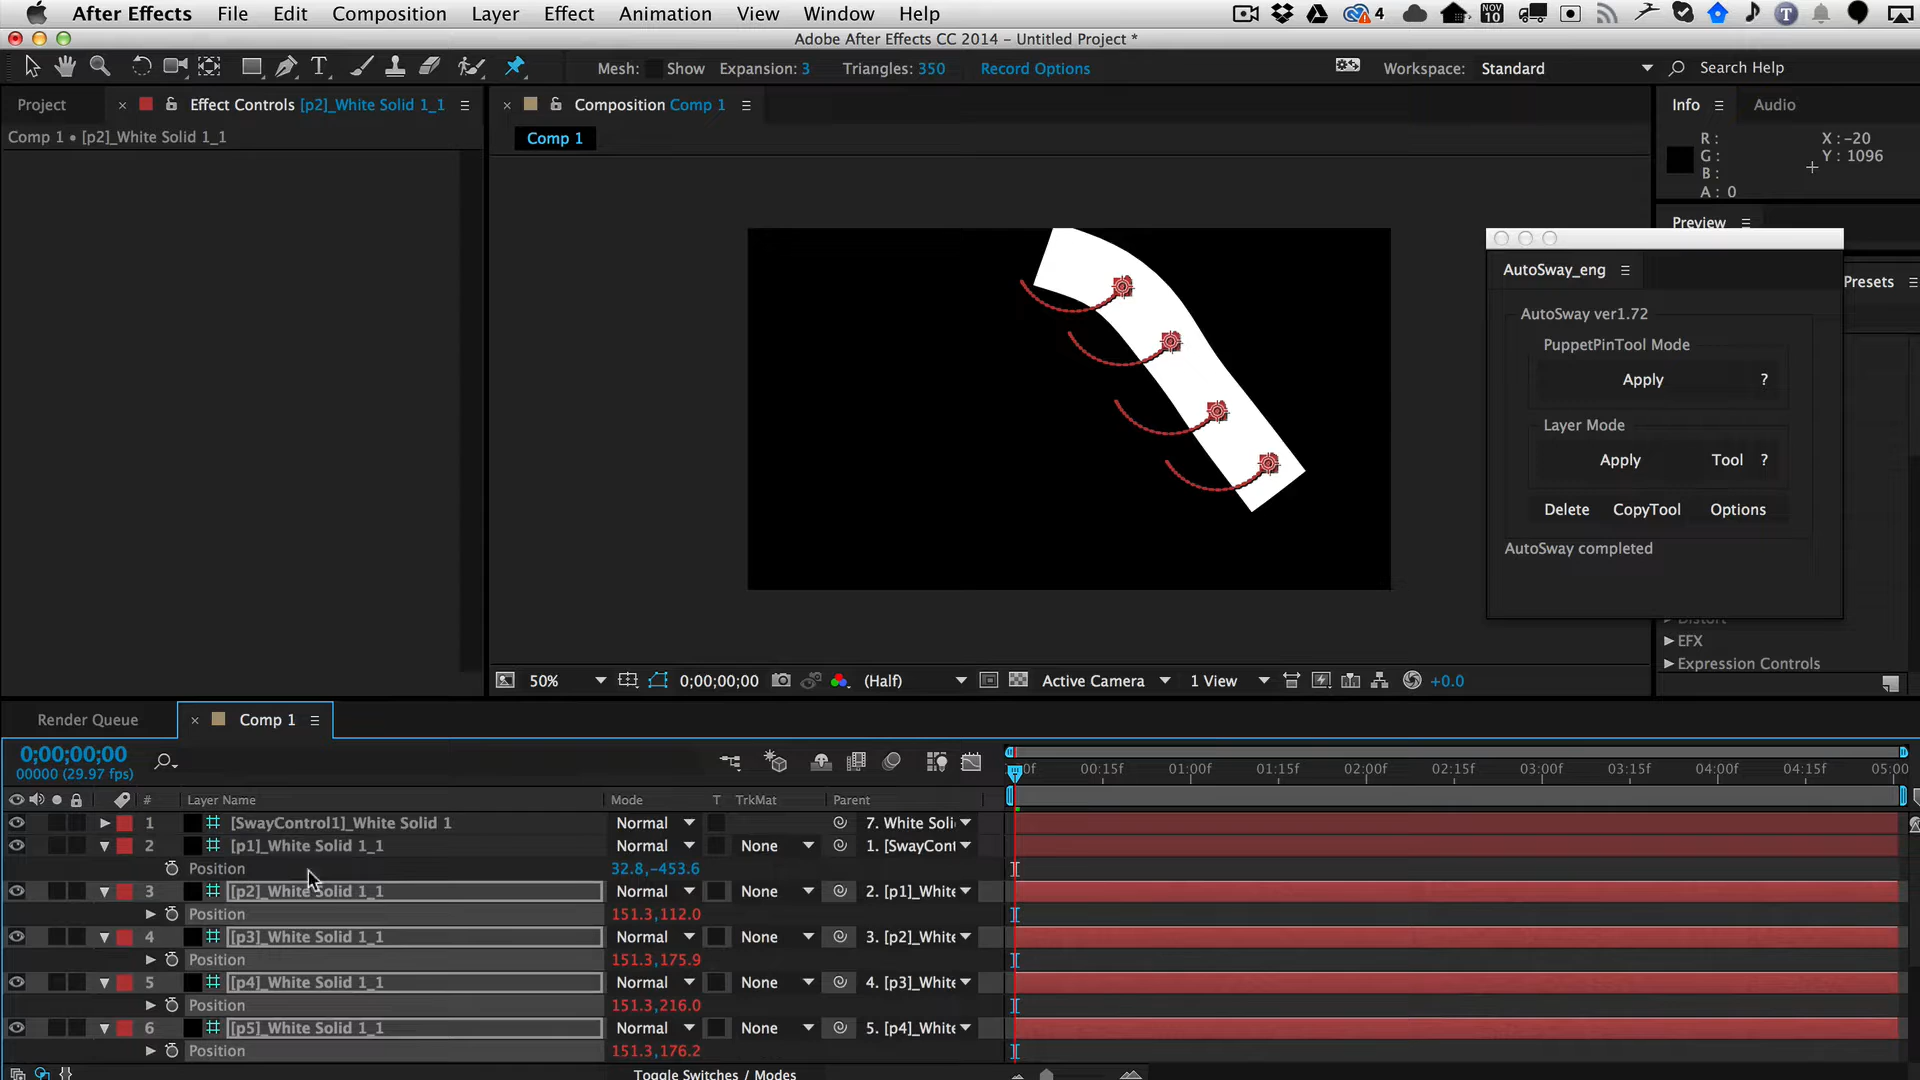 After Effects File Edit Composition Layer Effect Animation View Window Help 4 NOV 10 T
Adobe After Effects CC 2014 - Untitled Project *
Mesh: Show Expansion: 3 Triangles: 350 Record Options Workspace: Standard Search Help
Project × Effect Controls [p2]_White Solid 1_1 × Composition Comp 1 Info Audio
Comp 1 • [p2]_White Solid 1_1
Comp 1
R : X : -20
G : Y : 1096
B :
A : 0
Preview
AutoSway_eng
Presets
AutoSway ver1.72
PuppetPinTool Mode
Apply ?
Layer Mode
Apply Tool ?
Delete CopyTool Options
AutoSway completed
Distort
EFX
Expression Controls
50% 0;00;00;00 (Half) Active Camera 1 View +0.0
Render Queue × Comp 1
0;00;00;00
00000 (29.97 fps)
00:15f 01:00f 01:15f 02:00f 02:15f 03:00f 03:15f 04:00f 04:15f 05:00
# Layer Name Mode T TrkMat Parent
1 [SwayControl1]_White Solid 1 Normal 7. White Soli
2 [p1]_White Solid 1_1 Normal None 1. [SwayCont
Position 32.8,-453.6
3 [p2]_White Solid 1_1 Normal None 2. [p1]_White
Position 151.3,112.0
4 [p3]_White Solid 1_1 Normal None 3. [p2]_White
Position 151.3,175.9
5 [p4]_White Solid 1_1 Normal None 4. [p3]_White
Position 151.3,216.0
6 [p5]_White Solid 1_1 Normal None 5. [p4]_White
Position 151.3,176.2
Toggle Switches / Modes